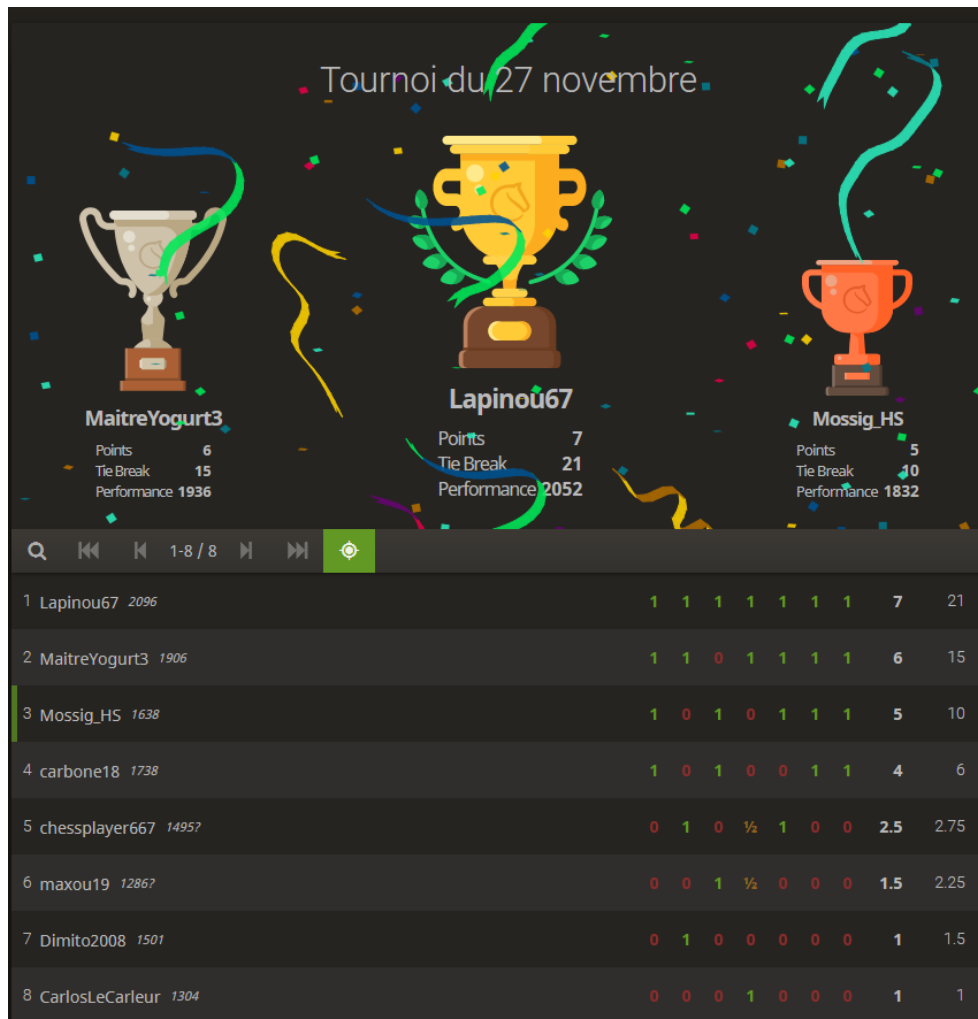 Tournoi du 27 novembre
MaitreYogurt3
Points 6
Tie Break 15
Performance 1936
Lapinou67
Points 7
Tie Break 21
Performance 2052
Mossig_HS
Points 5
Tie Break 10
Performance 1832
1-8 / 8
1 Lapinou67 2096 1 1 1 1 1 1 1 7 21
2 MaitreYogurt3 1906 1 1 0 1 1 1 1 6 15
3 Mossig_HS 1638 1 0 1 0 1 1 1 5 10
4 carbone18 1738 1 0 1 0 0 1 1 4 6
5 chessplayer667 1495? 0 1 0 ½ 1 0 0 2.5 2.75
6 maxou19 1286? 0 0 1 ½ 0 0 0 1.5 2.25
7 Dimito2008 1501 0 1 0 0 0 0 0 1 1.5
8 CarlosLeCarleur 1304 0 0 0 1 0 0 0 1 1